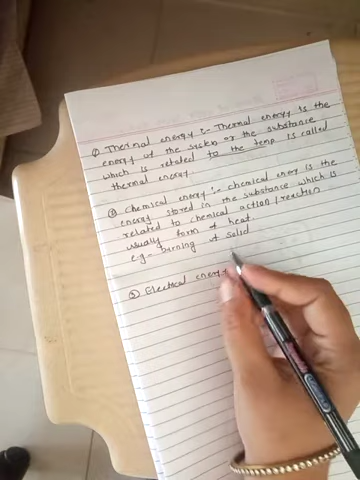 ① Thermal energy :- Thermal energy is the
energy of the system or the substance
which is related to the temp is called
thermal energy
② Chemical energy :- chemical enery is the
energy stored in the substance which is
related to chemical action / reaction
usually form of heat.
e.g - burning of solid
③ Electrical energy